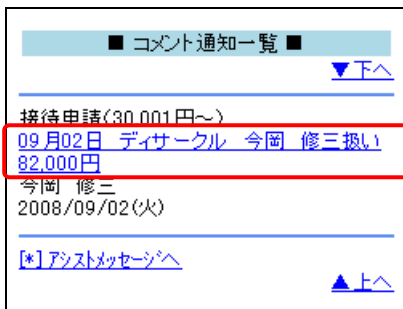 ■ コメント通知一覧 ■
▼下へ
接待申請(30,001円～)
09月02日　ディサークル　今岡　修三扱い
82,000円
今岡　修三
2008/09/02(火)
[*] ｱｼｽﾄﾒｯｾｰｼﾞへ
▲上へ